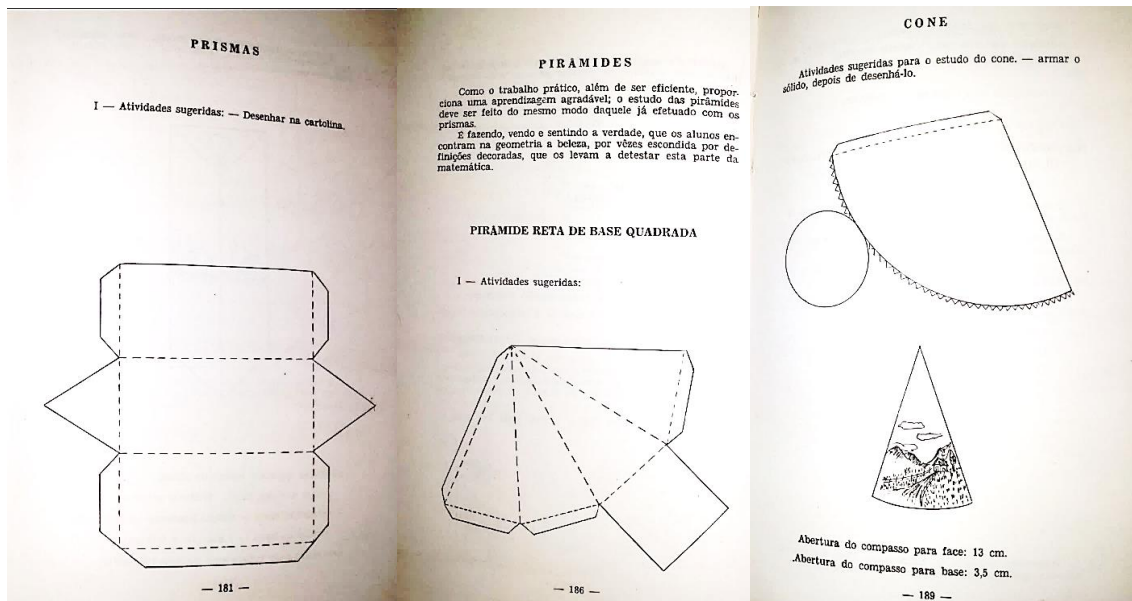 PRISMAS
I — Atividades sugeridas: — Desenhar na cartolina.
— 181 —
PIRÂMIDES
Como o trabalho prático, além de ser eficiente, propor-
ciona uma aprendizagem agradável; o estudo das pirâmides
deve ser feito do mesmo modo daquele já efetuado com os
prismas.
É fazendo, vendo e sentindo a verdade, que os alunos en-
contram na geometria a beleza, por vêzes escondida por de-
finições decoradas, que os levam a detestar esta parte da
matemática.
PIRÂMIDE RETA DE BASE QUADRADA
I — Atividades sugeridas:
— 186 —
CONE
Atividades sugeridas para o estudo do cone. — armar o
sólido, depois de desenhá-lo.
Abertura do compasso para face: 13 cm.
Abertura do compasso para base: 3,5 cm.
— 189 —